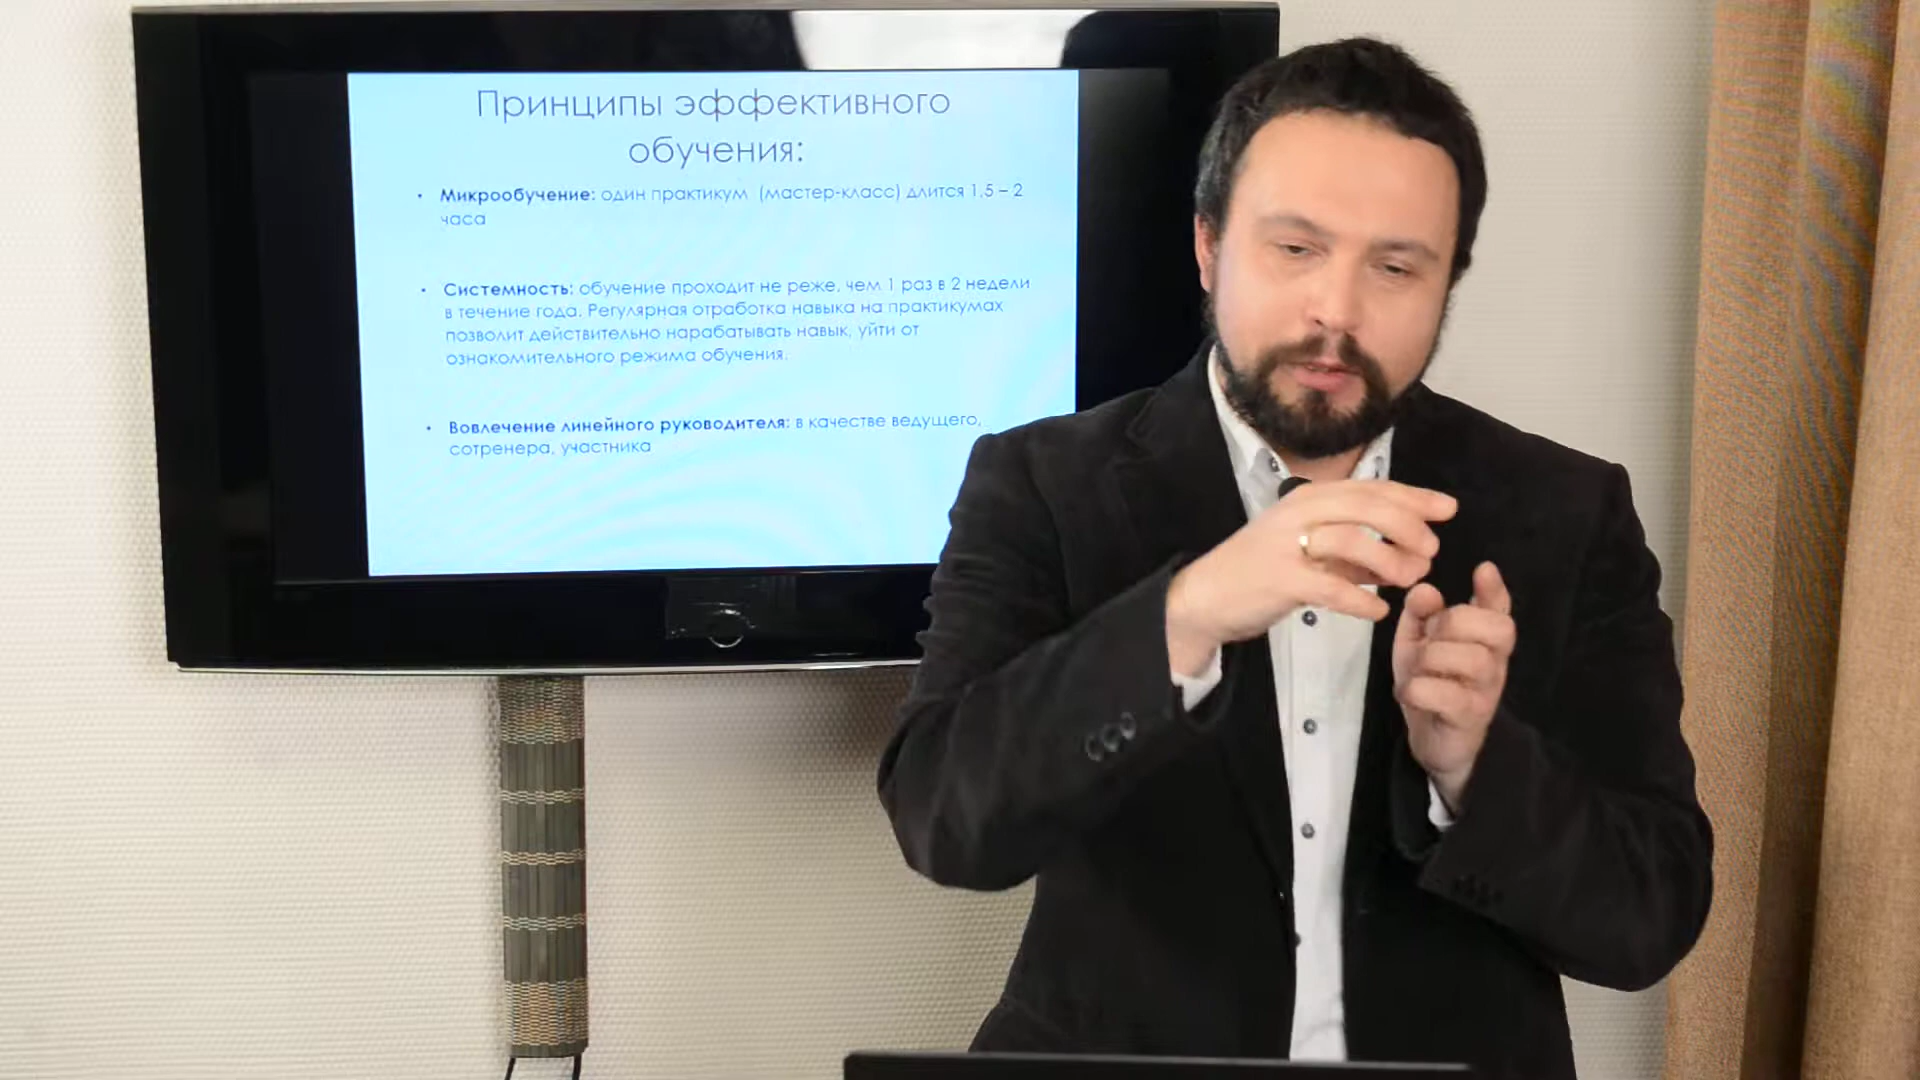 Принципы эффективного
обучения:
• Микрообучение: один практикум (мастер-класс) длится 1,5 – 2
часа
• Системность: обучение проходит не реже, чем 1 раз в 2 недели
в течение года. Регулярная отработка навыка на практикумах
позволит действительно нарабатывать навык, уйти от
ознакомительного режима обучения.
• Вовлечение линейного руководителя: в качестве ведущего,
сотренера, участника